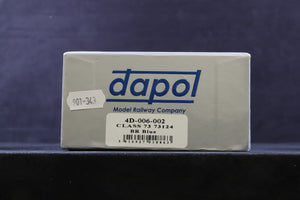 dapol
Model Railway Company
101-343
4D-006-002
CLASS 73 73124
BR Blue